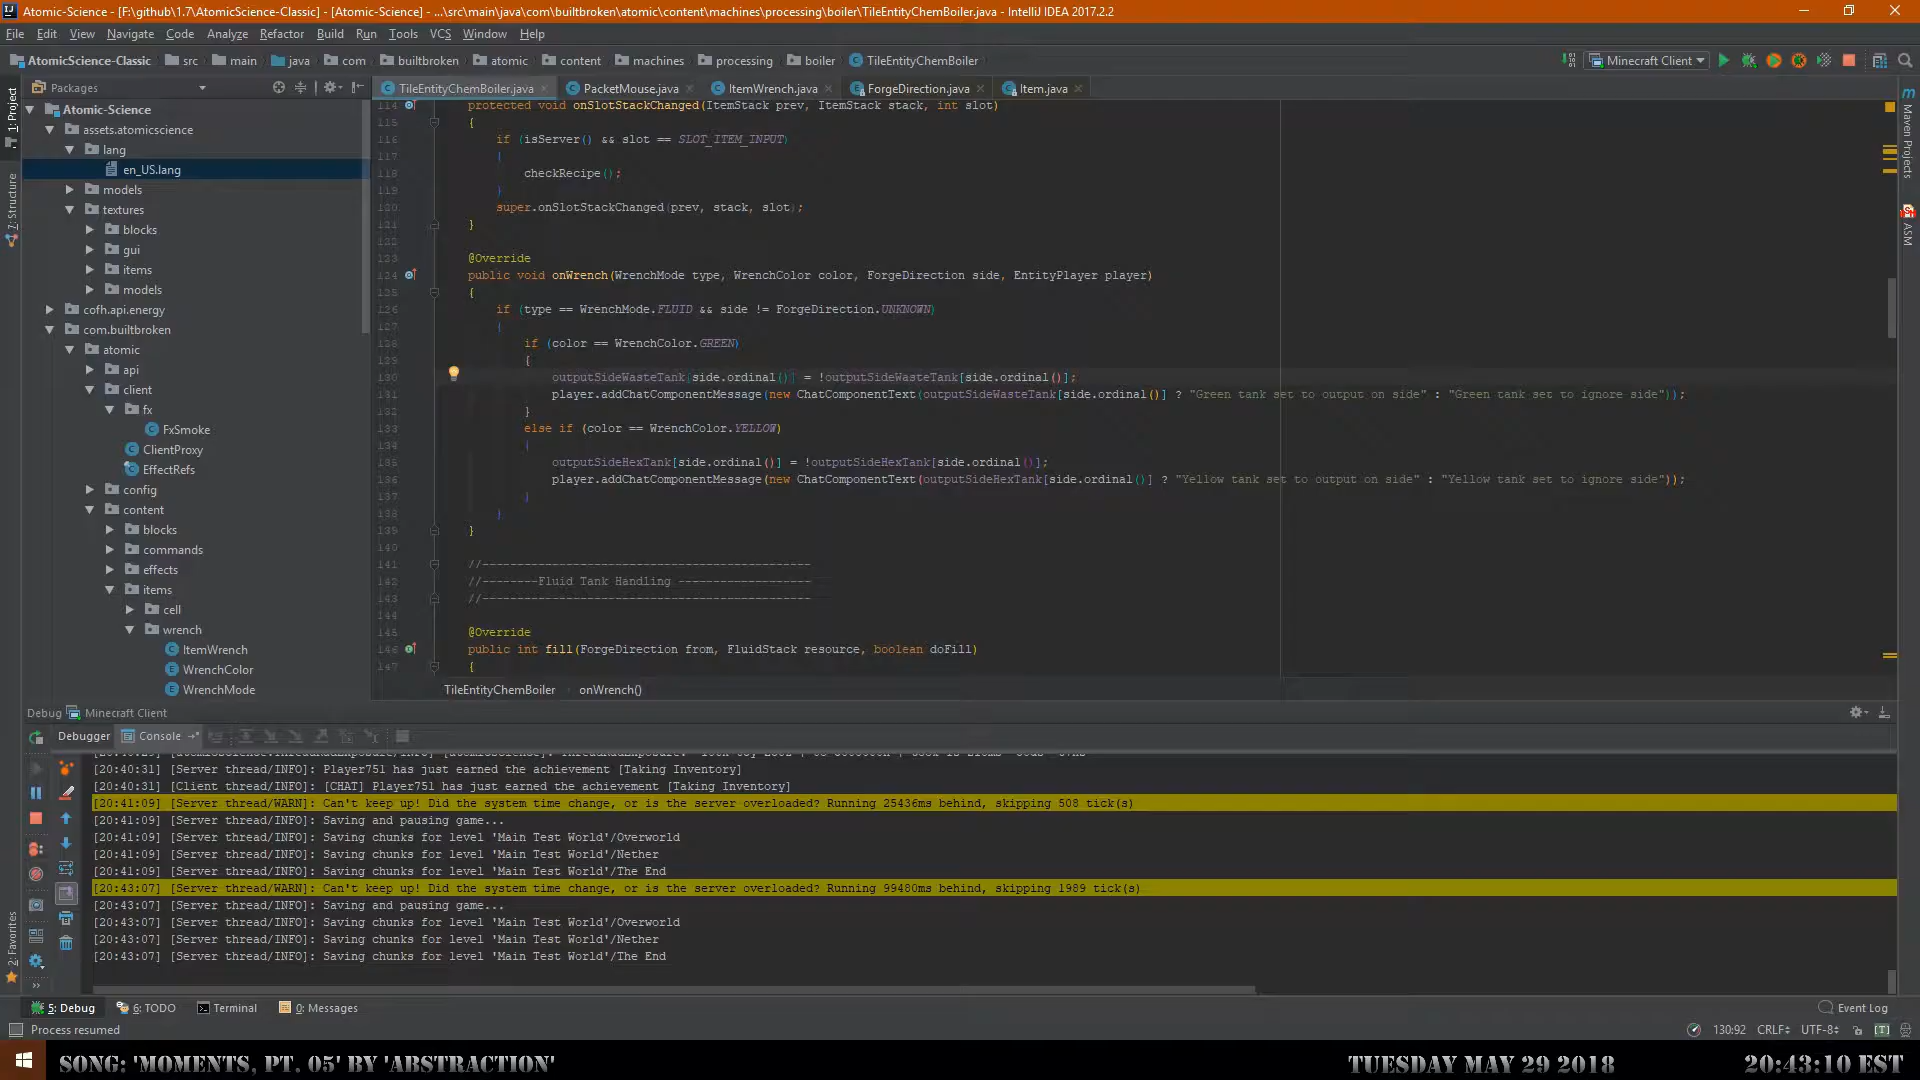 Atomic-Science - [F:\github\1.7\AtomicScience-Classic] - [Atomic-Science] - ...\src\main\java\com\builtbroken\atomic\content\machines\processing\boiler\TileEntityChemBoiler.java - IntelliJ IDEA 2017.2.2
File Edit View Navigate Code Analyze Refactor Build Run Tools VCS Window Help
AtomicScience-Classic src main java com builtbroken atomic content machines processing boiler TileEntityChemBoiler Minecraft Client
Packages
TileEntityChemBoiler.java PacketMouse.java ItemWrench.java ForgeDirection.java Item.java
1: Project
7: Structure
2: Favorites
Maven Projects
ASM
Atomic-Science
assets.atomicscience
lang
en_US.lang
models
textures
blocks
gui
items
models
cofh.api.energy
com.builtbroken
atomic
api
client
fx
FxSmoke
ClientProxy
EffectRefs
config
content
blocks
commands
effects
items
cell
wrench
ItemWrench
WrenchColor
WrenchMode
114 protected void onSlotStackChanged(ItemStack prev, ItemStack stack, int slot)
115 {
116 if (isServer() && slot == SLOT_ITEM_INPUT)
117 {
118 checkRecipe();
119 }
120 super.onSlotStackChanged(prev, stack, slot);
121 }
122
123 @Override
124 public void onWrench(WrenchMode type, WrenchColor color, ForgeDirection side, EntityPlayer player)
125 {
126 if (type == WrenchMode.FLUID && side != ForgeDirection.UNKNOWN)
127 {
128 if (color == WrenchColor.GREEN)
129 {
130 outputSideWasteTank[side.ordinal()] = !outputSideWasteTank[side.ordinal()];
131 player.addChatComponentMessage(new ChatComponentText(outputSideWasteTank[side.ordinal()] ? "Green tank set to output on side" : "Green tank set to ignore side"));
132 }
133 else if (color == WrenchColor.YELLOW)
134 {
135 outputSideHexTank[side.ordinal()] = !outputSideHexTank[side.ordinal()];
136 player.addChatComponentMessage(new ChatComponentText(outputSideHexTank[side.ordinal()] ? "Yellow tank set to output on side" : "Yellow tank set to ignore side"));
137 }
138 }
139 }
140
141 //-----------------------------------------------
142 //--------Fluid Tank Handling -------------------
143 //-----------------------------------------------
144
145 @Override
146 public int fill(ForgeDirection from, FluidStack resource, boolean doFill)
147 {
TileEntityChemBoiler onWrench()
Debug Minecraft Client
Debugger Console
[20:40:31] [Server thread/INFO]: Player751 has just earned the achievement [Taking Inventory]
[20:40:31] [Client thread/INFO]: [CHAT] Player751 has just earned the achievement [Taking Inventory]
[20:41:09] [Server thread/WARN]: Can't keep up! Did the system time change, or is the server overloaded? Running 25436ms behind, skipping 508 tick(s)
[20:41:09] [Server thread/INFO]: Saving and pausing game...
[20:41:09] [Server thread/INFO]: Saving chunks for level 'Main Test World'/Overworld
[20:41:09] [Server thread/INFO]: Saving chunks for level 'Main Test World'/Nether
[20:41:09] [Server thread/INFO]: Saving chunks for level 'Main Test World'/The End
[20:43:07] [Server thread/WARN]: Can't keep up! Did the system time change, or is the server overloaded? Running 99480ms behind, skipping 1989 tick(s)
[20:43:07] [Server thread/INFO]: Saving and pausing game...
[20:43:07] [Server thread/INFO]: Saving chunks for level 'Main Test World'/Overworld
[20:43:07] [Server thread/INFO]: Saving chunks for level 'Main Test World'/Nether
[20:43:07] [Server thread/INFO]: Saving chunks for level 'Main Test World'/The End
5: Debug 6: TODO Terminal 0: Messages Event Log
Process resumed 130:92 CRLF UTF-8
SONG: 'MOMENTS, PT. 05' BY 'ABSTRACTION' TUESDAY MAY 29 2018 20:43:10 EST